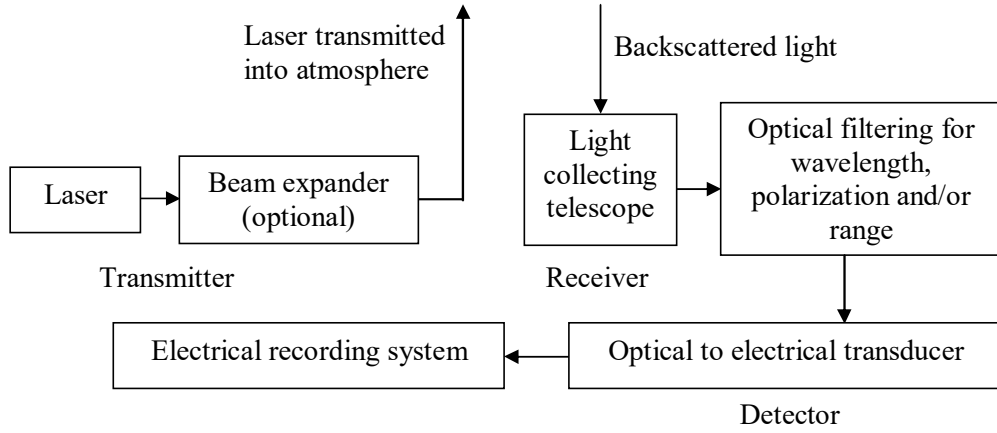 Laser transmitted
into atmosphere
Backscattered light
Laser
Beam expander
(optional)
Light
collecting
telescope
Optical filtering for
wavelength,
polarization and/or
range
Transmitter
Receiver
Electrical recording system
Optical to electrical transducer
Detector